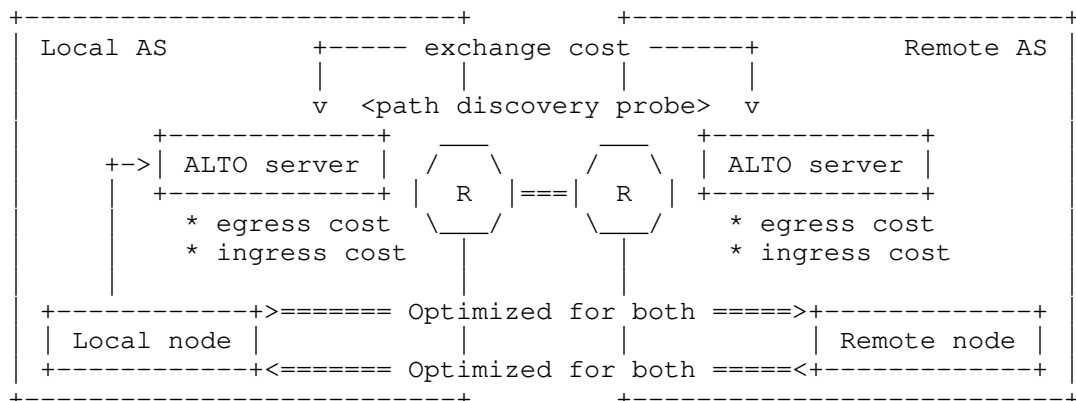 Local AS exchange cost Remote AS
<path discovery probe>
ALTO server ALTO server
R R
* egress cost * egress cost
* ingress cost * ingress cost
Optimized for both
Local node Remote node
Optimized for both